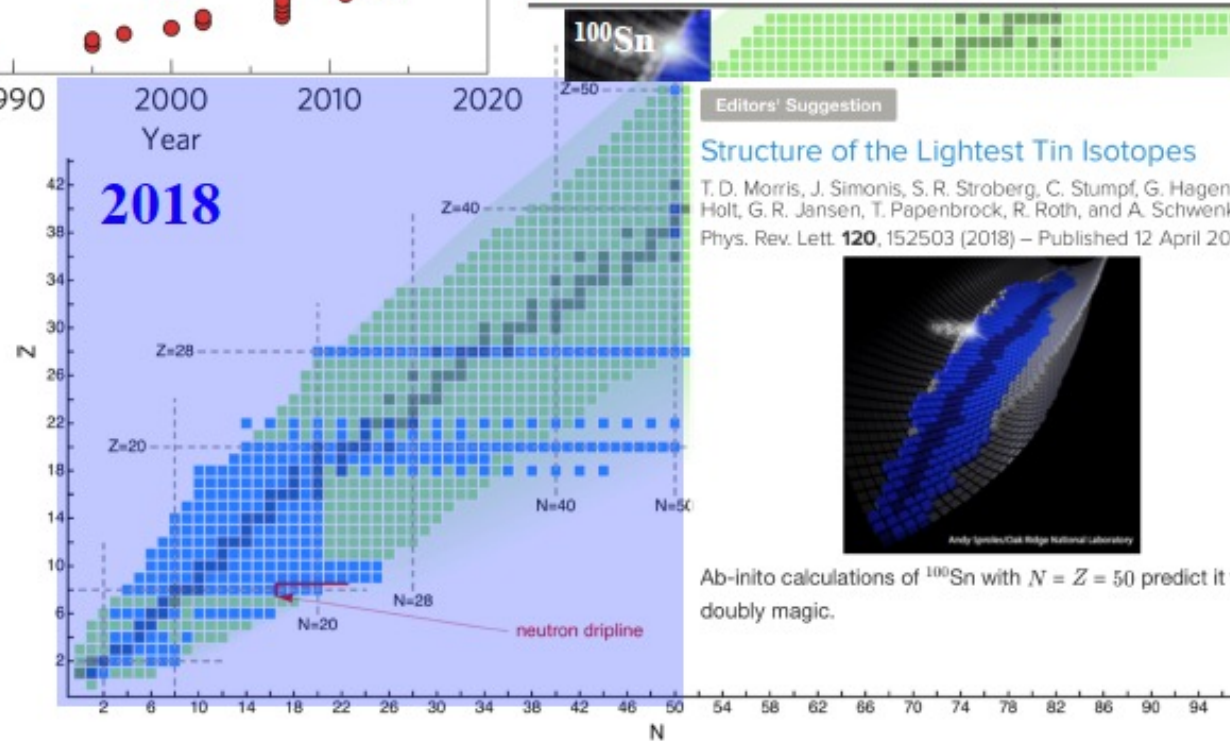 990 2000 2010 2020
Year
2018
100Sn
Editors' Suggestion
Structure of the Lightest Tin Isotopes
T. D. Morris, J. Simonis, S. R. Stroberg, C. Stumpf, G. Hagen
Holt, G. R. Jansen, T. Papenbrock, R. Roth, and A. Schwenk
Phys. Rev. Lett. 120, 152503 (2018) – Published 12 April 20
Andy Sproles/Oak Ridge National Laboratory
Ab-inito calculations of 100Sn with N = Z = 50 predict it
doubly magic.
Z=50
Z=40
Z=28
Z=20
N=40
N=50
N=28
N=20
neutron dripline
Z
42
38
34
30
26
22
18
14
10
6
2
2 6 10 14 18 22 26 30 34 38 42 46 50 54 58 62 66 70 74 78 82 86 90 94
N